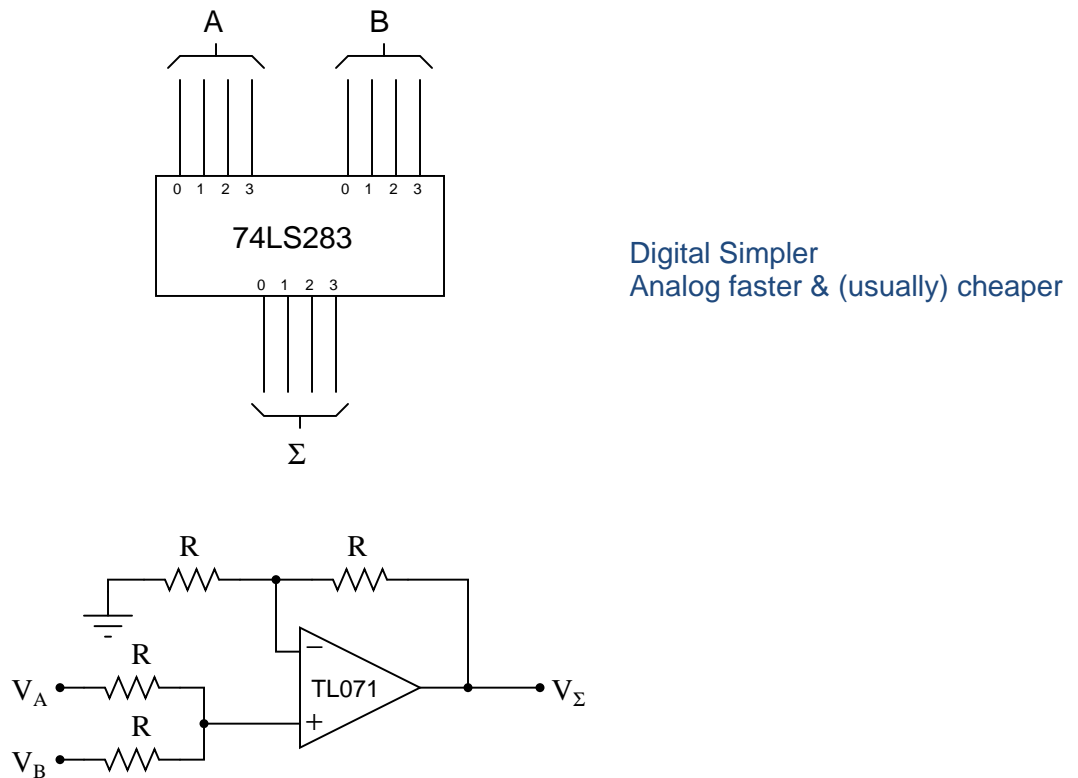 A B
0 1 2 3 0 1 2 3
74LS283
0 1 2 3
Σ
Digital Simpler
Analog faster & (usually) cheaper
R R
−
R
V_A
TL071
V_Σ
R
+
V_B